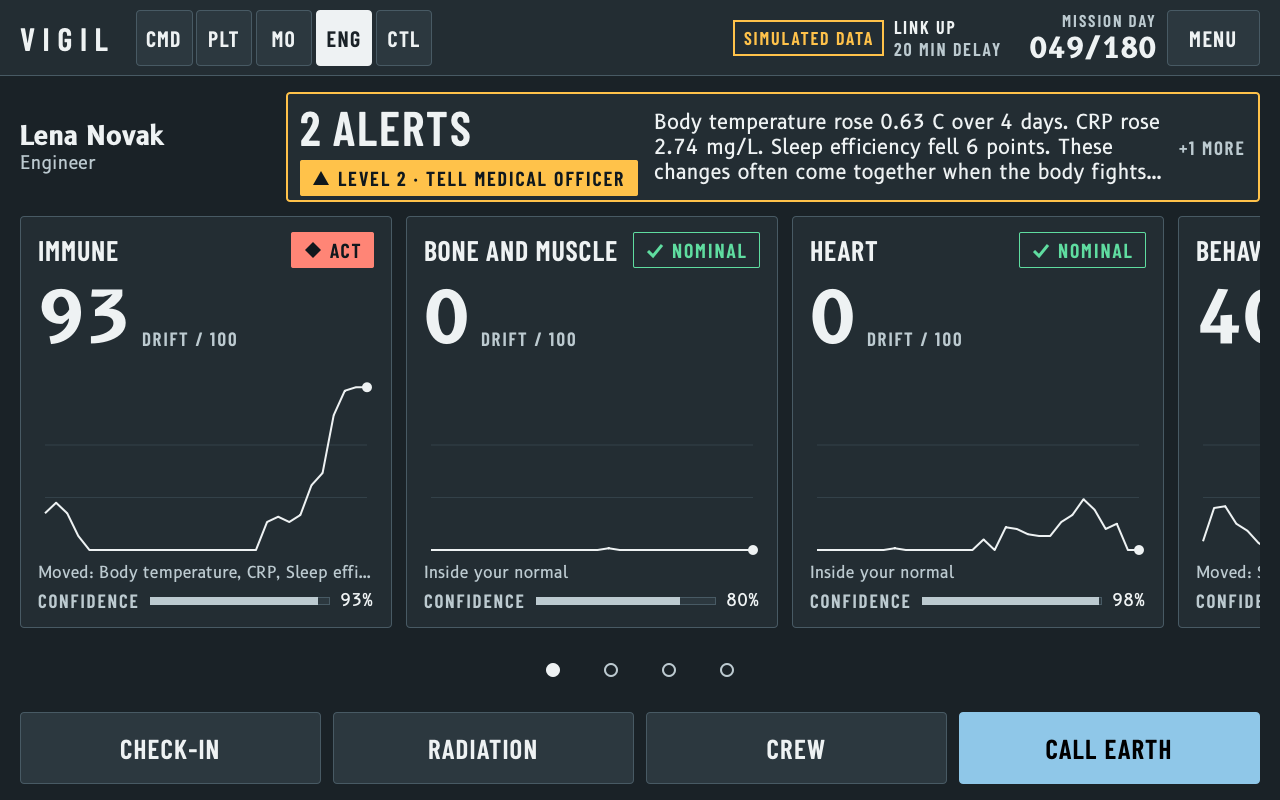 VIGIL
CMD
PLT
MO
ENG
CTL
SIMULATED DATA
LINK UP
20 MIN DELAY
MISSION DAY
049/180
MENU
Lena Novak
Engineer
2 ALERTS
▲ LEVEL 2 · TELL MEDICAL OFFICER
Body temperature rose 0.63 C over 4 days. CRP rose
2.74 mg/L. Sleep efficiency fell 6 points. These
changes often come together when the body fights…
+1 MORE
IMMUNE
◆ ACT
93 DRIFT / 100
Moved: Body temperature, CRP, Sleep effi…
CONFIDENCE 93%
BONE AND MUSCLE
✓ NOMINAL
0 DRIFT / 100
Inside your normal
CONFIDENCE 80%
HEART
✓ NOMINAL
0 DRIFT / 100
Inside your normal
CONFIDENCE 98%
BEHAV
40
Moved:
CONFIDE
CHECK-IN
RADIATION
CREW
CALL EARTH